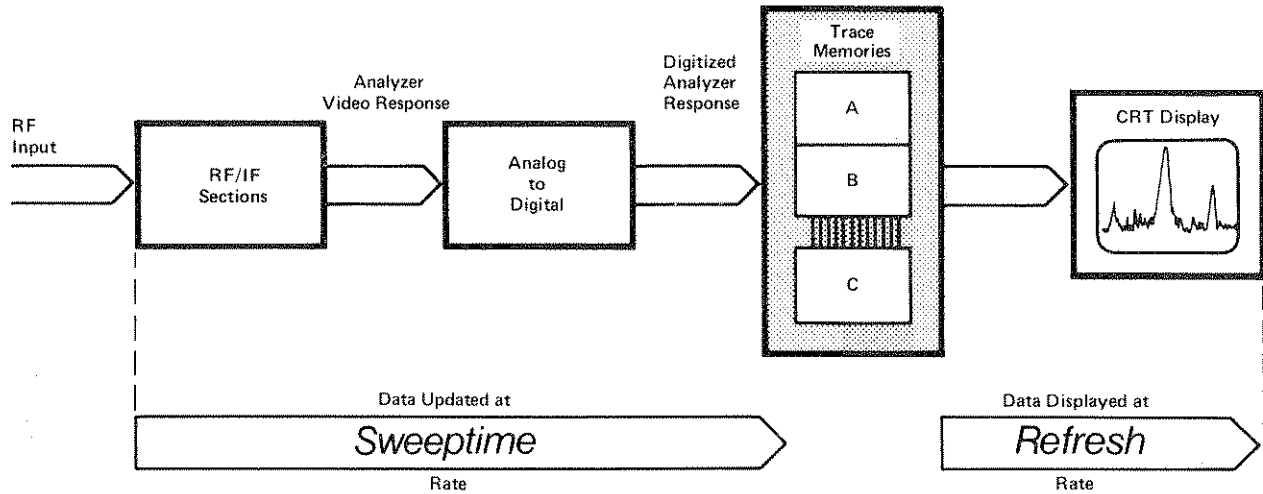 RF
Input
RF/IF
Sections
Analyzer
Video Response
Analog
to
Digital
Digitized
Analyzer
Response
Trace
Memories
A
B
C
CRT Display
Data Updated at
Sweeptime
Rate
Data Displayed at
Refresh
Rate